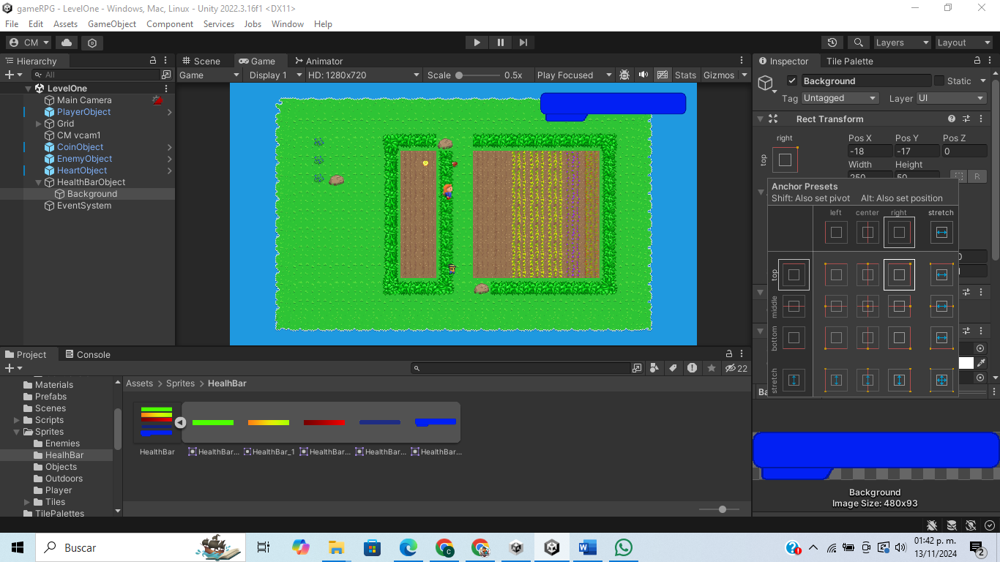 gameRPG - LevelOne - Windows, Mac, Linux - Unity 2022.3.16f1 <DX11>
File Edit Assets GameObject Component Services Jobs Window Help
CM Layers Layout
Hierarchy
All
LevelOne
Main Camera
PlayerObject
Grid
CM vcam1
CoinObject
EnemyObject
HeartObject
HealthBarObject
Background
EventSystem
Scene Game Animator
Game Display 1 HD: 1280x720 Scale 0.5x Play Focused Stats Gizmos
Inspector Tile Palette
Background Static
Tag Untagged Layer UI
Rect Transform
right Pos X Pos Y Pos Z
top -18 -17 0
Width Height
250 50 R
Anchor Presets
Shift: Also set pivot Alt: Also set position
left center right stretch
top
middle
bottom
stretch
Project Console
22
Materials
Prefabs
Scenes
Scripts
Sprites
Enemies
HealhBar
Objects
Outdoors
Player
Tiles
TilePalettes
Assets > Sprites > HealhBar
HealthBar HealthBar... HealthBar_1 HealthBar... HealthBar... HealthBar...
Background
Image Size: 480x93
Buscar
01:42 p. m.
13/11/2024
2